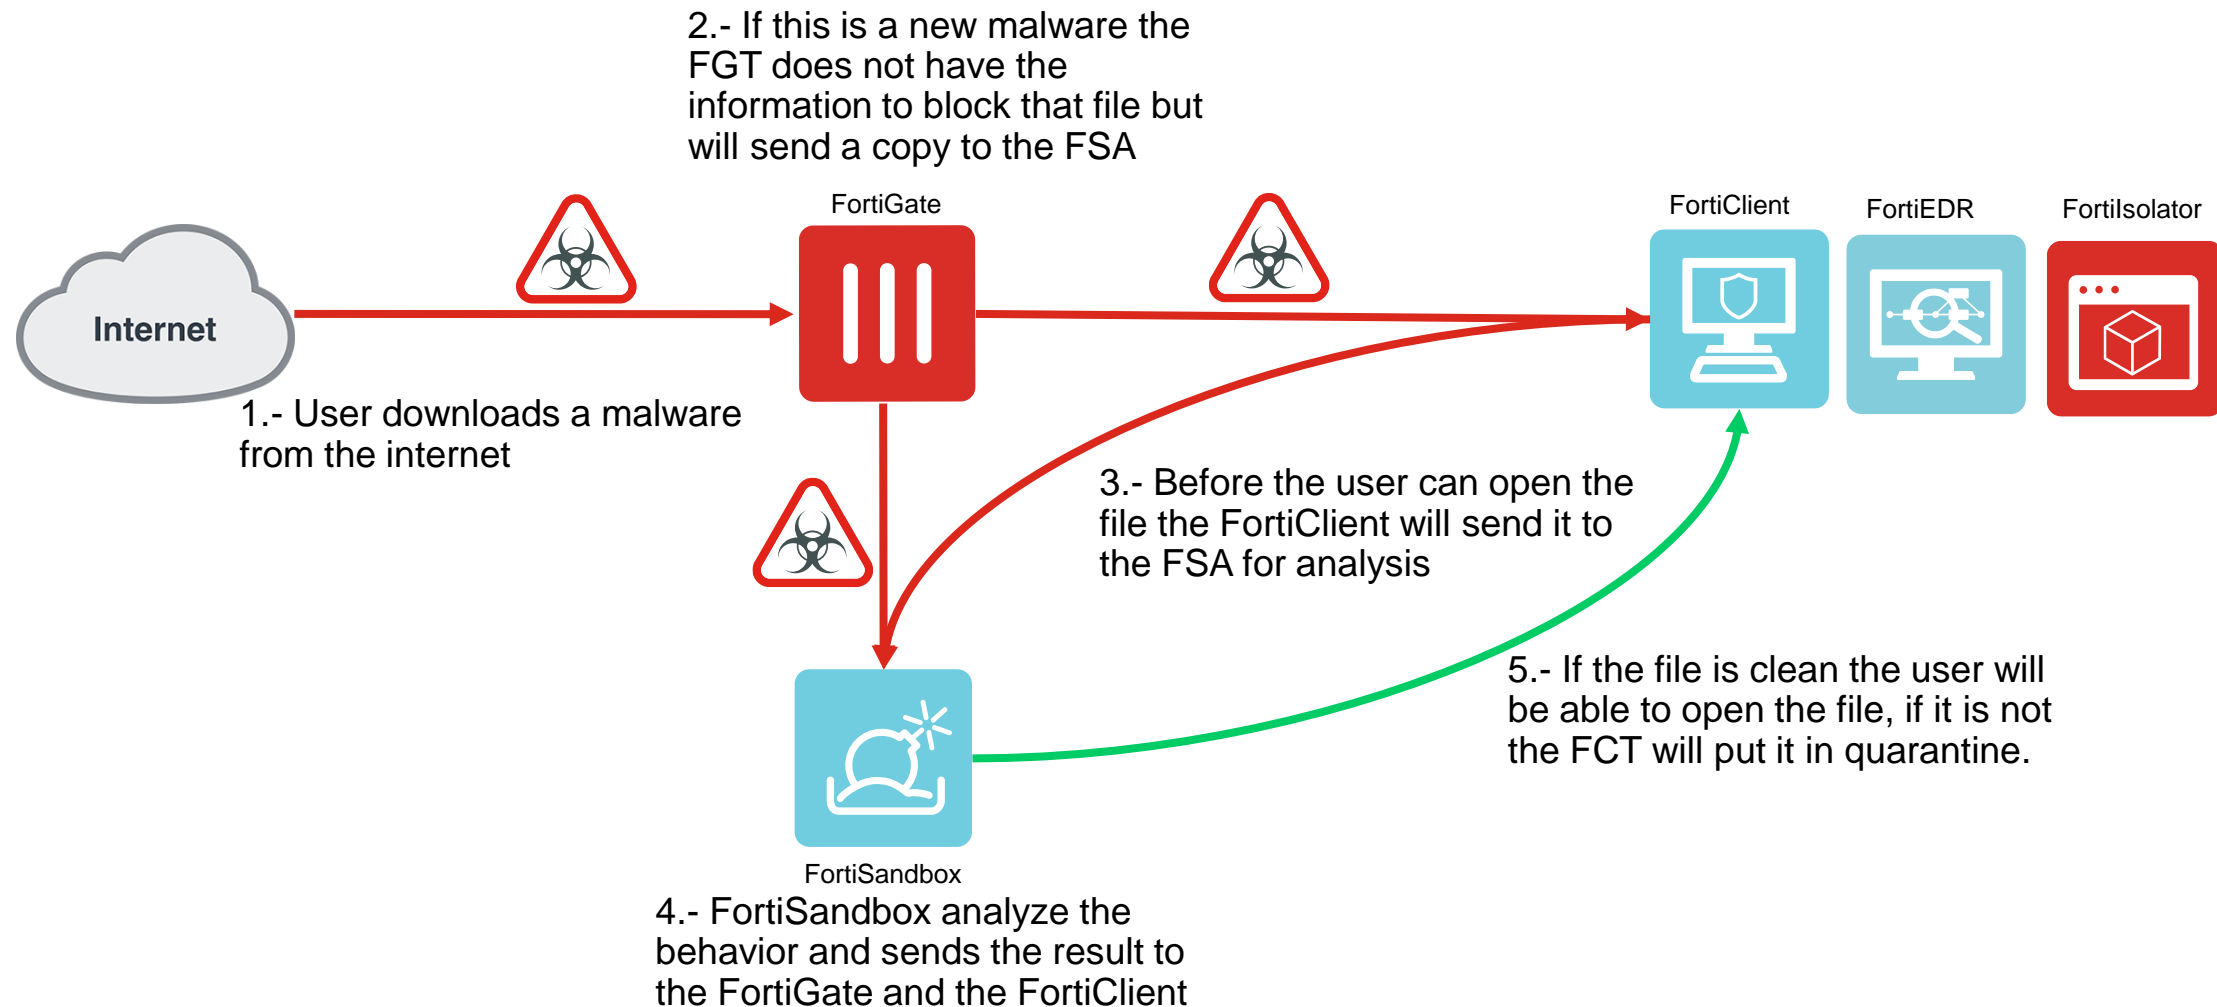 2.- If this is a new malware the
FGT does not have the
information to block that file but
will send a copy to the FSA
FortiGate
FortiClient
FortiEDR
FortiIsolator
Internet
1.- User downloads a malware
from the internet
3.- Before the user can open the
file the FortiClient will send it to
the FSA for analysis
5.- If the file is clean the user will
be able to open the file, if it is not
the FCT will put it in quarantine.
FortiSandbox
4.- FortiSandbox analyze the
behavior and sends the result to
the FortiGate and the FortiClient